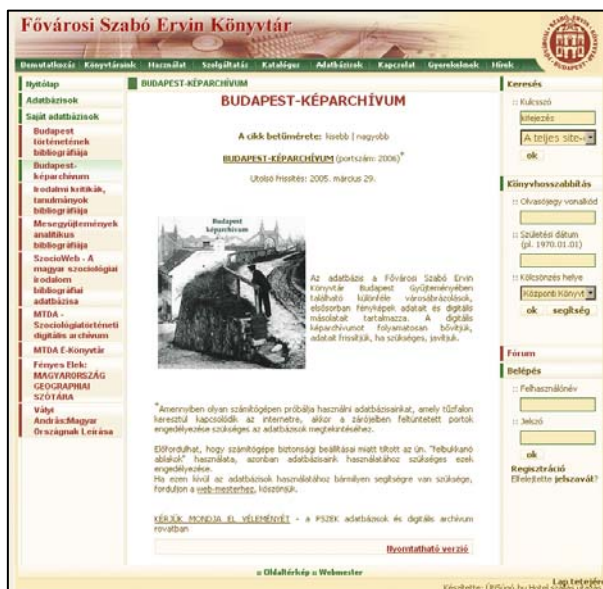 Fővárosi Szabó Ervin Könyvtár
Bemutatkozás Könyvtáraink Használat Szolgáltatás Katalógus Adatbázisok Kapcsolat Gyerekeknek Hírek
Nyitólap
Adatbázisok
Saját adatbázisok
Budapest
történetének
bibliográfiája
Budapest-
képarchívum
Irodalmi kritikák,
tanulmányok
bibliográfiája
Mesegyűjtemények
analitikus
bibliográfiája
SzocioWeb - A
magyar szociológiai
irodalom
bibliográfiai
adatbázisa
MTDA -
Szociológiatörténeti
digitális archívum
MTDA E-Könyvtár
Fényes Elek:
MAGYARORSZÁG
GEOGRAPHIAI
SZÓTÁRA
Vályi
András:Magyar
Országnak Leírása
BUDAPEST-KÉPARCHÍVUM
BUDAPEST-KÉPARCHÍVUM
A cikk betűmérete: kisebb | nagyobb
BUDAPEST-KÉPARCHÍVUM (portszám: 2006)*
Utolsó frissítés: 2005. március 29.
Budapest
képarchívum
Az adatbázis a Fővárosi Szabó Ervin
Könyvtár Budapest Gyűjteményében
található különféle városábrázolások,
elsősorban fényképek adatait és digitális
másolatait tartalmazza. A digitális
képarchívumot folyamatosan bővítjük,
adatait frissítjük, ha szükséges, javítjuk.
*Amennyiben olyan számítógépen próbálja használni adatbázisainkat, amely tűzfalon
keresztül kapcsolódik az internetre, akkor a zárójelben feltüntetett portok
engedélyezése szükséges az adatbázisok megtekintéséhez.
Előfordulhat, hogy számítógépe biztonsági beállításai miatt tiltott az ún. "felbukkanó
ablakok" használata, azonban adatbázisaink használatához szükséges ezek
engedélyezése.
Ha ezen kívül az adatbázisok használatához bármilyen segítségre van szüksége,
forduljon a web-mesterhez, köszönjük.
KÉRJÜK MONDJA EL VÉLEMÉNYÉT - a FSZEK adatbázisok és digitális archívum
rovatban
Nyomtatható verzió
Keresés
:: Kulcsszó
kifejezés
A teljes site-
ok
Könyvhosszabbítás
:: Olvasójegy vonalkód
:: Születési dátum
(pl. 1970.01.01)
:: Kölcsönzés helye
Központi Könyvt
ok segítség
Fórum
Belépés
:: Felhasználónév
:: Jelszó
ok
Regisztráció
Elfelejtette jelszavát?
:: Oldaltérkép :: Webmester
Lap tetejére